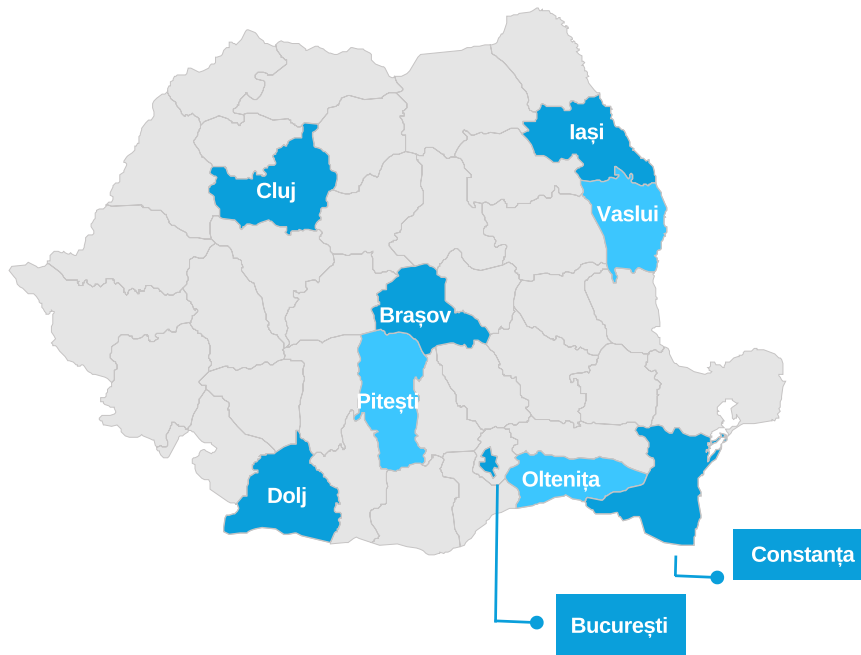 Iași
Cluj
Vaslui
Brașov
Pitești
Oltenița
Dolj
Constanța
București